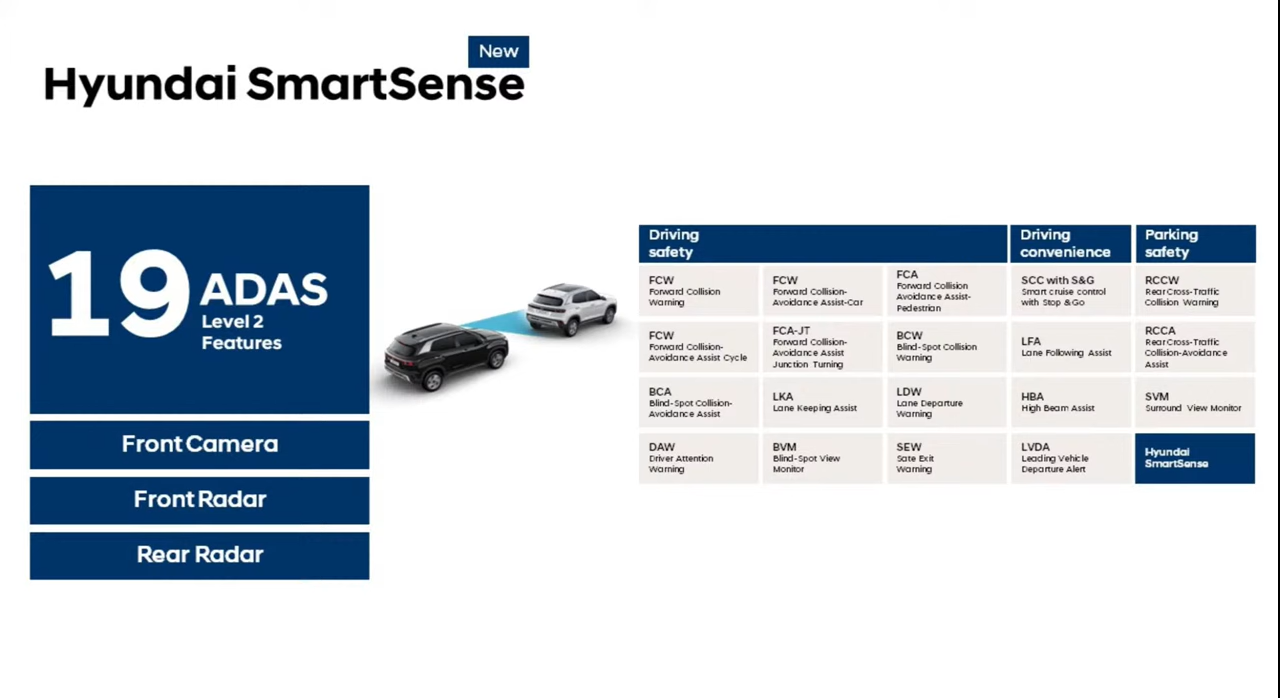 New
Hyundai SmartSense
19
ADAS
Level 2
Features
Front Camera
Front Radar
Rear Radar
Driving
safety
Driving
convenience
Parking
safety
FCW
Forward Collision
Warning
FCW
Forward Collision-
Avoidance Assist-Car
FCA
Forward Collision
Avoidance Assist-
Pedestrian
SCC with S&G
Smart cruise control
with Stop &Go
RCCW
Rear Cross-Traffic
Collision Warning
FCW
Forward Collision-
Avoidance Assist Cycle
FCA-JT
Forward Collision-
Avoidance Assist
Junction Turning
BCW
Blind-Spot Collision
Warning
LFA
Lane Following Assist
RCCA
Rear Cross-Traffic
Collision-Avoidance
Assist
BCA
Blind-Spot Collision-
Avoidance Assist
LKA
Lane Keeping Assist
LDW
Lane Departure
Warning
HBA
High Beam Assist
SVM
Surround View Monitor
DAW
Driver Attention
Warning
BVM
Blind-Spot View
Monitor
SEW
Safe Exit
Warning
LVDA
Leading Vehicle
Departure Alert
Hyundai
SmartSense